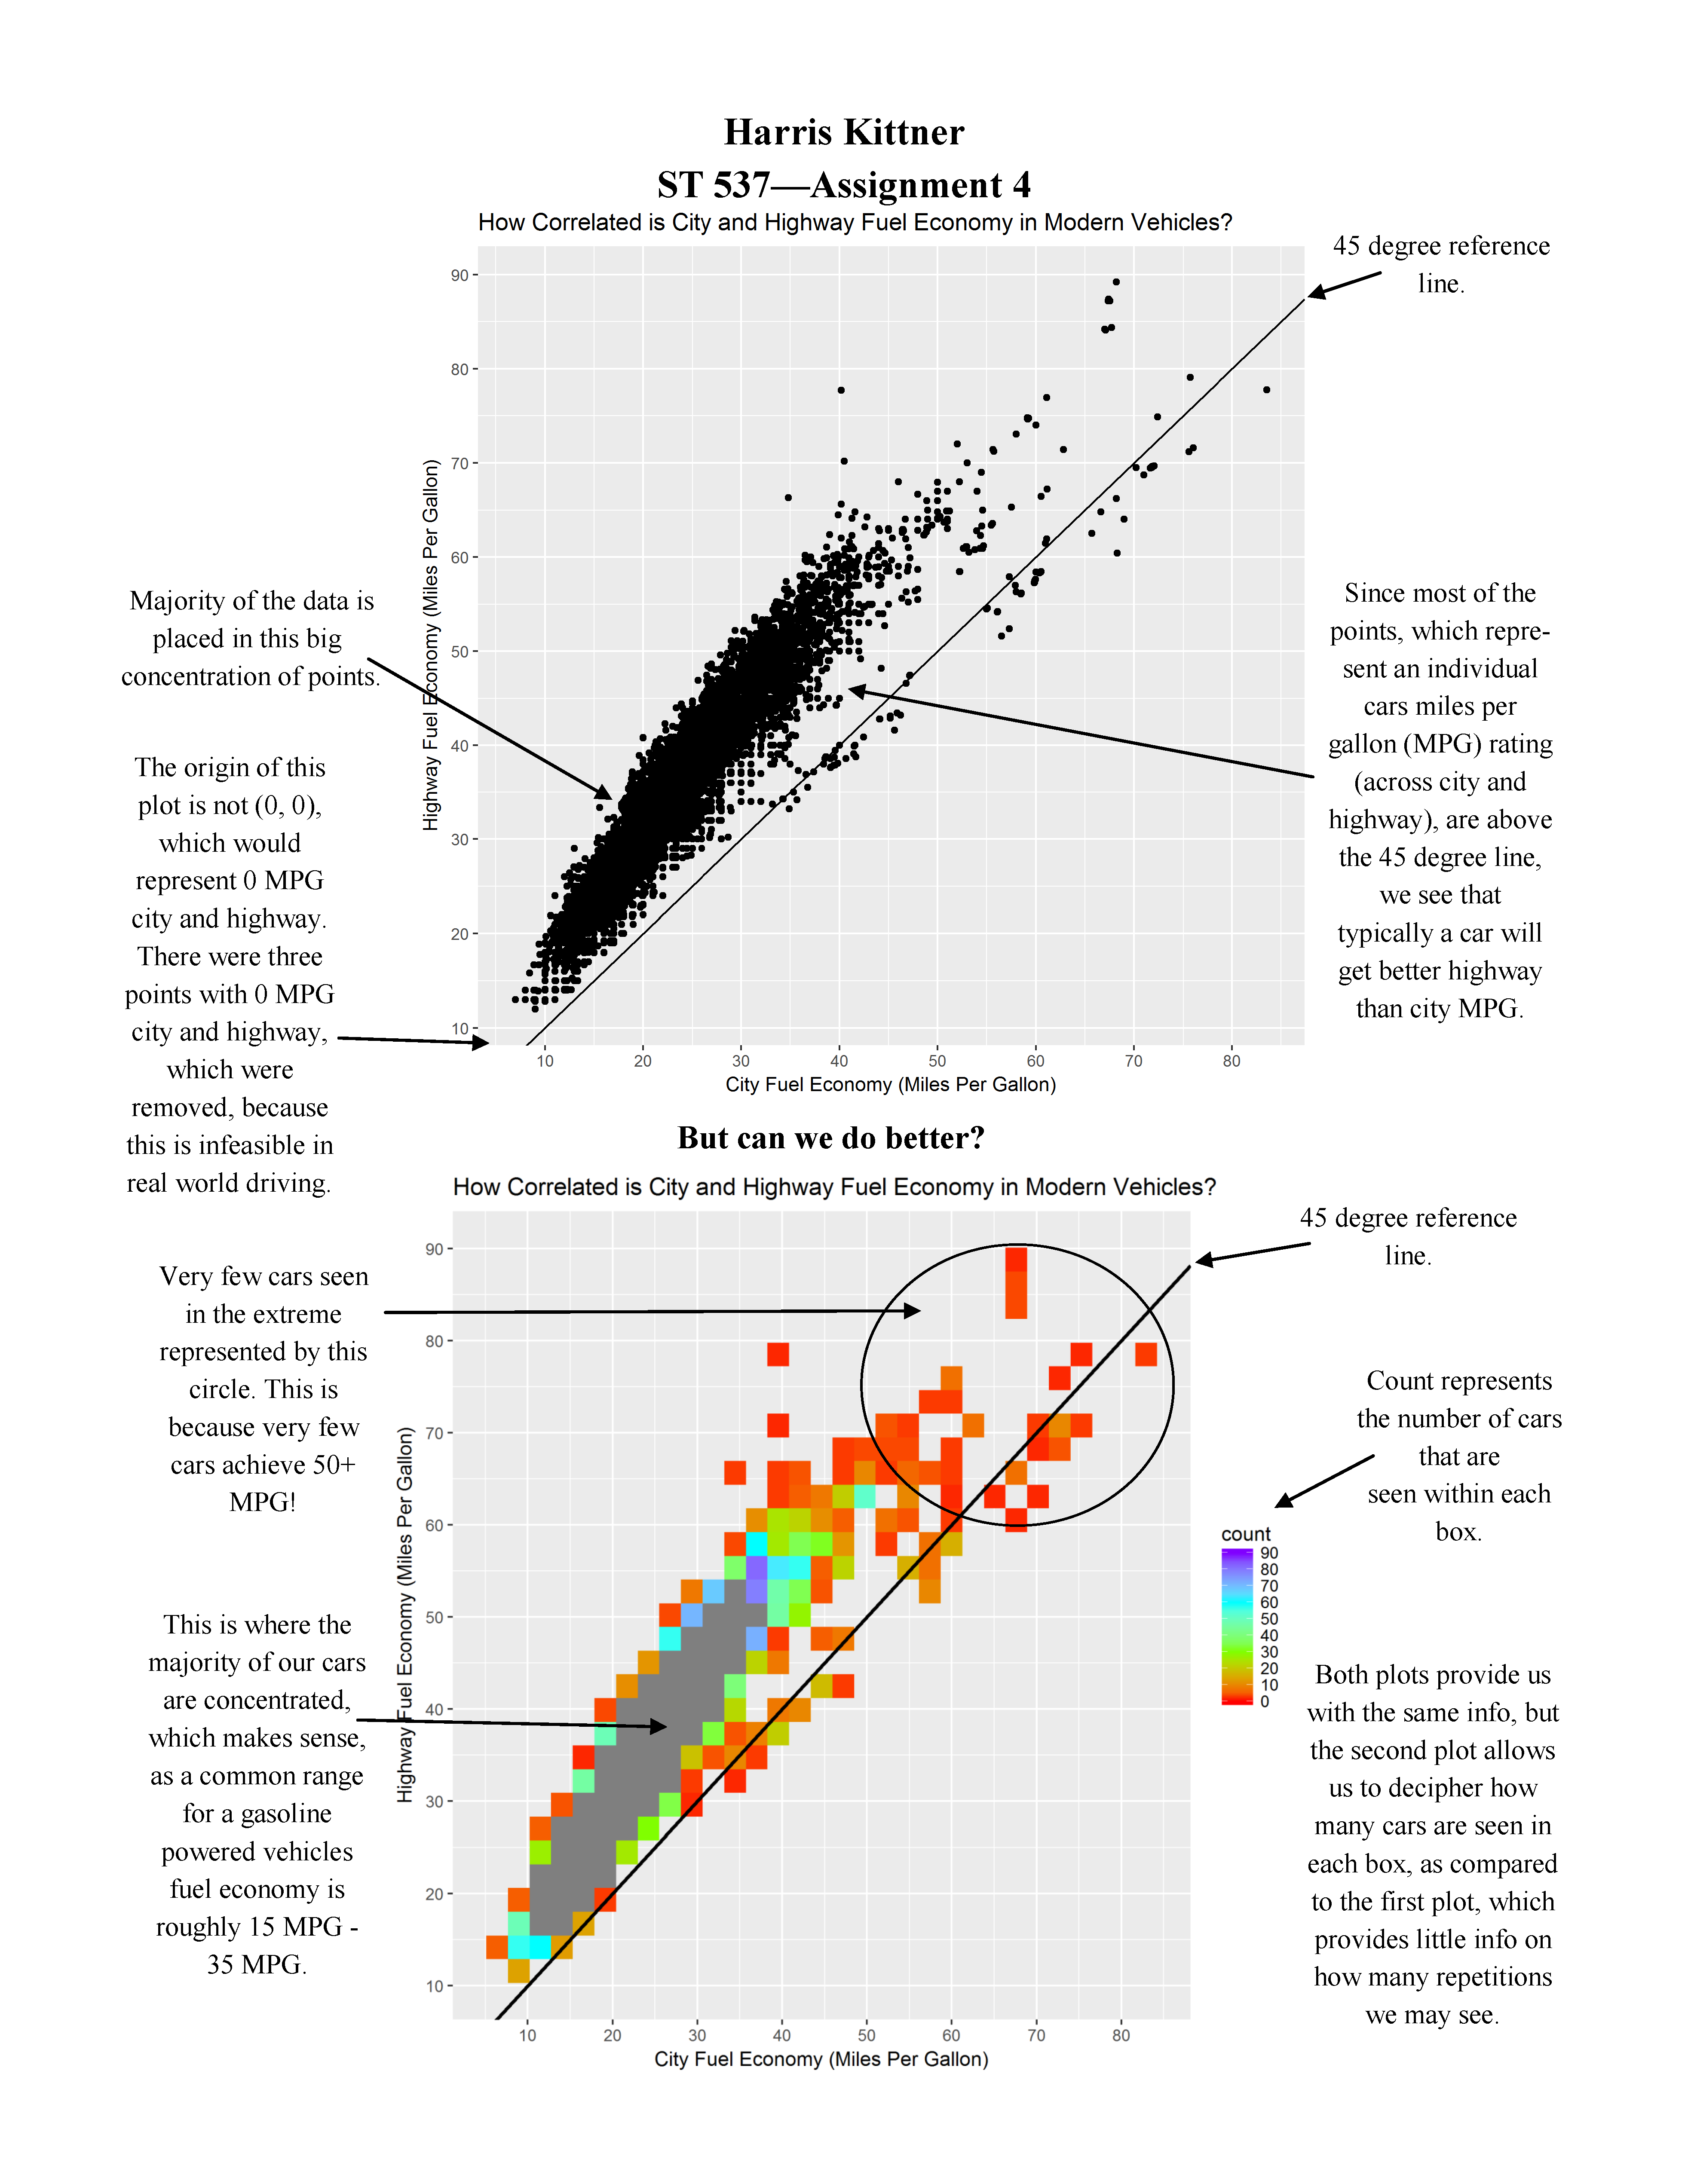 Harris Kittner
ST 537—Assignment 4
How Correlated is City and Highway Fuel Economy in Modern Vehicles?
45 degree reference
line.
90
80
70
60
50
40
30
20
10
Highway Fuel Economy (Miles Per Gallon)
10 20 30 40 50 60 70 80
City Fuel Economy (Miles Per Gallon)
Majority of the data is
placed in this big
concentration of points.
The origin of this
plot is not (0, 0),
which would
represent 0 MPG
city and highway.
There were three
points with 0 MPG
city and highway,
which were
removed, because
this is infeasible in
real world driving.
Since most of the
points, which repre-
sent an individual
cars miles per
gallon (MPG) rating
(across city and
highway), are above
the 45 degree line,
we see that
typically a car will
get better highway
than city MPG.
But can we do better?
How Correlated is City and Highway Fuel Economy in Modern Vehicles?
45 degree reference
line.
Very few cars seen
in the extreme
represented by this
circle. This is
because very few
cars achieve 50+
MPG!
This is where the
majority of our cars
are concentrated,
which makes sense,
as a common range
for a gasoline
powered vehicles
fuel economy is
roughly 15 MPG -
35 MPG.
90
80
70
60
50
40
30
20
10
Highway Fuel Economy (Miles Per Gallon)
10 20 30 40 50 60 70 80
City Fuel Economy (Miles Per Gallon)
Count represents
the number of cars
that are
seen within each
box.
count
90
80
70
60
50
40
30
20
10
0
Both plots provide us
with the same info, but
the second plot allows
us to decipher how
many cars are seen in
each box, as compared
to the first plot, which
provides little info on
how many repetitions
we may see.